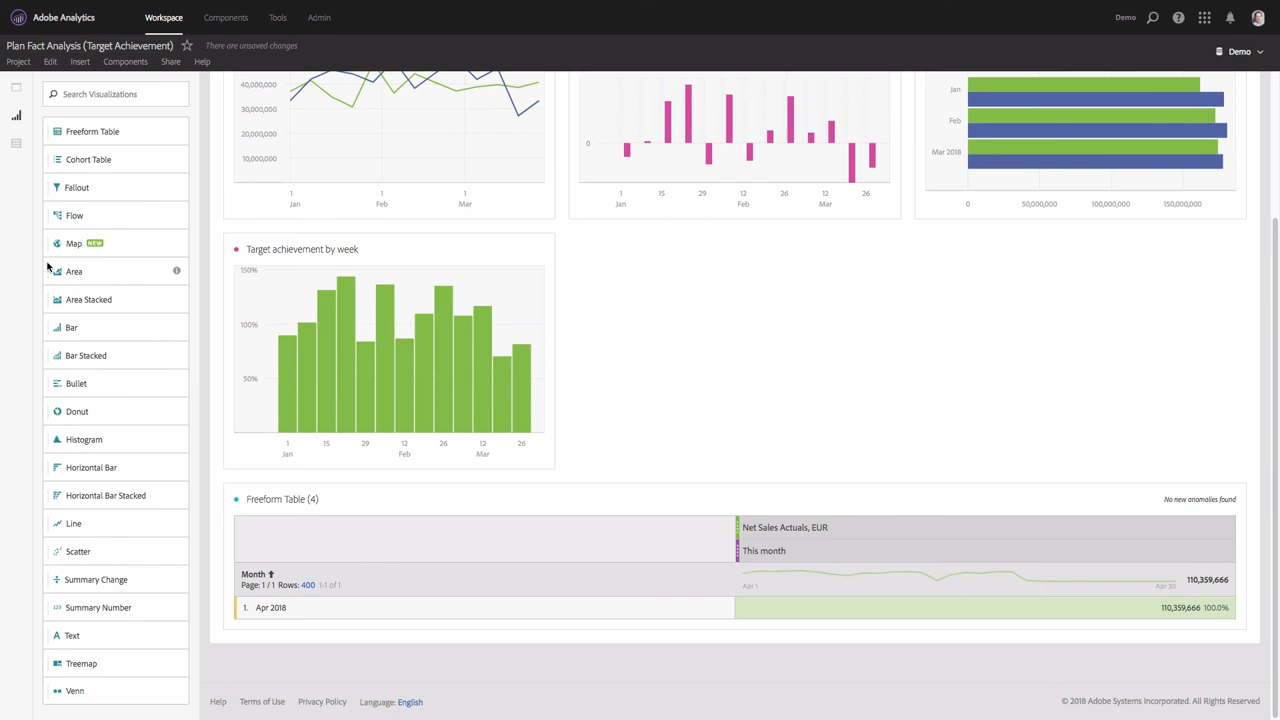 Adobe Analytics
Workspace
Components
Tools
Admin
Demo
Plan Fact Analysis (Target Achievement)
There are unsaved changes
Demo
Project
Edit
Insert
Components
Share
Help
Search Visualizations
Freeform Table
Cohort Table
Fallout
Flow
Map NEW
Area
Area Stacked
Bar
Bar Stacked
Bullet
Donut
Histogram
Horizontal Bar
Horizontal Bar Stacked
Line
Scatter
Summary Change
123 Summary Number
A Text
Treemap
Venn
40,000,000
30,000,000
20,000,000
10,000,000
1 1 1
Jan Feb Mar
0
1 15 29 12 26 12 26
Jan Feb Mar
Jan
Feb
Mar 2018
0 50,000,000 100,000,000 150,000,000
Target achievement by week
150%
100%
50%
1 15 29 12 26 12 26
Jan Feb Mar
Freeform Table (4)
No new anomalies found
Net Sales Actuals, EUR
This month
Month
Page: 1 / 1 Rows: 400 1-1 of 1
Apr 1
Apr 30
110,359,666
1. Apr 2018
110,359,666 100.0%
Help
Terms of Use
Privacy Policy
Language: English
© 2018 Adobe Systems Incorporated. All Rights Reserved